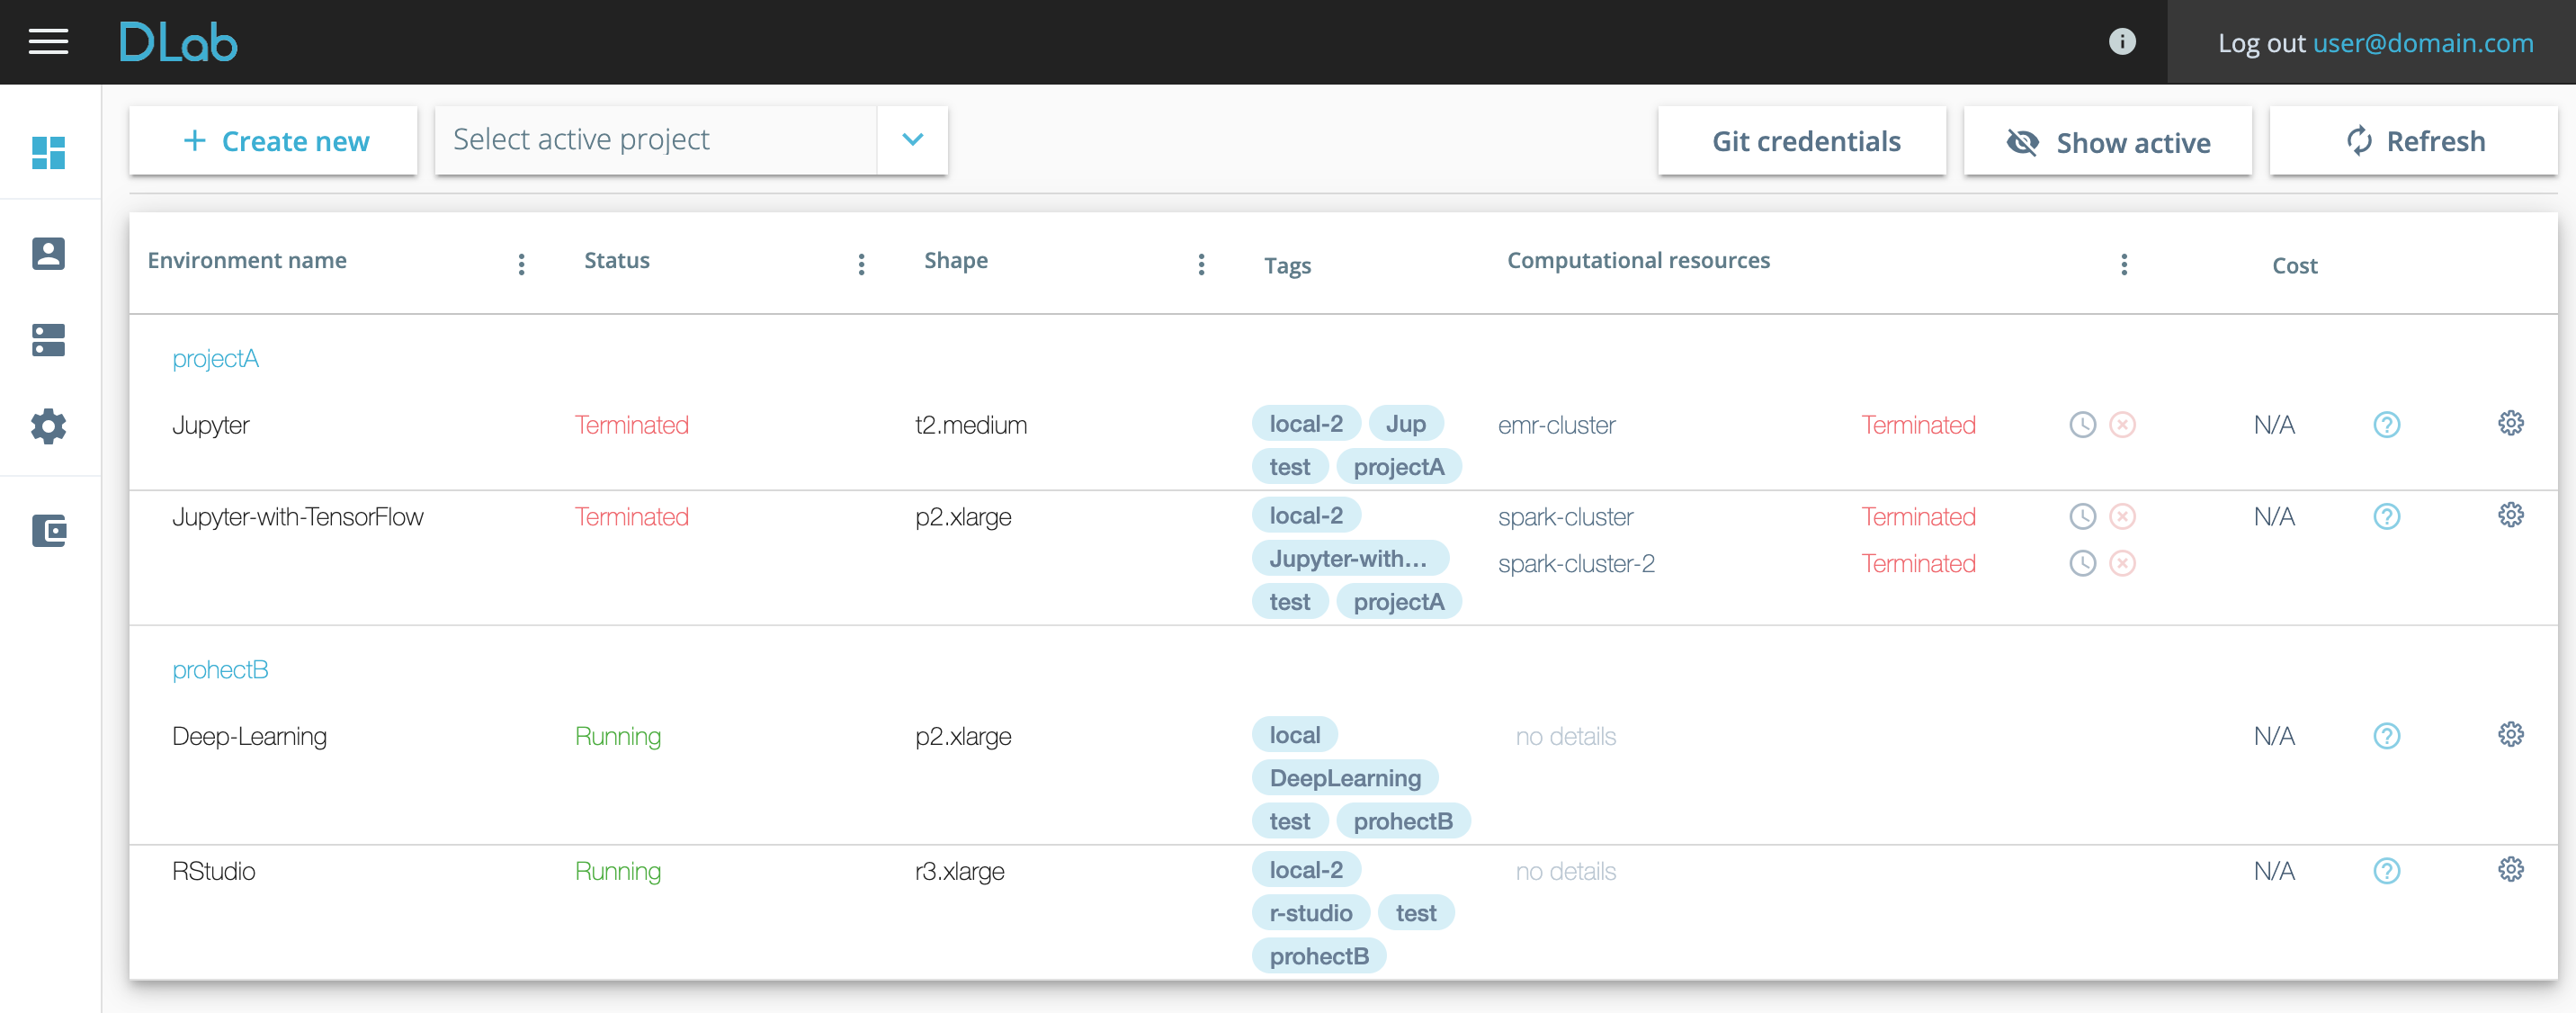 DLab
Log out user@domain.com
+ Create new
Select active project
Git credentials
Show active
Refresh
Environment name Status Shape Tags Computational resources Cost
projectA
Jupyter Terminated t2.medium local-2 Jup emr-cluster Terminated N/A
test projectA
Jupyter-with-TensorFlow Terminated p2.xlarge local-2 spark-cluster Terminated N/A
Jupyter-with... spark-cluster-2 Terminated
test projectA
prohectB
Deep-Learning Running p2.xlarge local no details N/A
DeepLearning
test prohectB
RStudio Running r3.xlarge local-2 no details N/A
r-studio test
prohectB